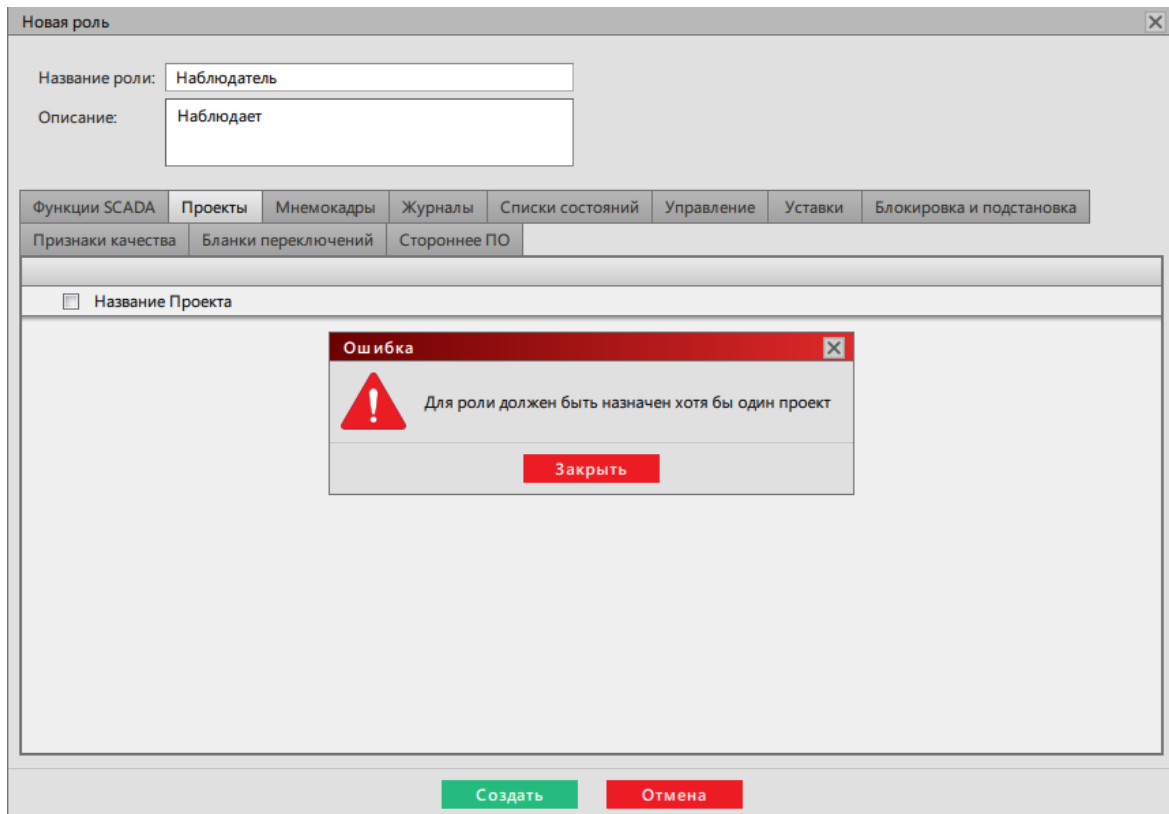 Новая роль
Название роли: Наблюдатель
Описание: Наблюдает
Функции SCADA Проекты Мнемокадры Журналы Списки состояний Управление Уставки Блокировка и подстановка
Признаки качества Бланки переключений Стороннее ПО
Название Проекта
Ошибка
Для роли должен быть назначен хотя бы один проект
Закрыть
Создать Отмена